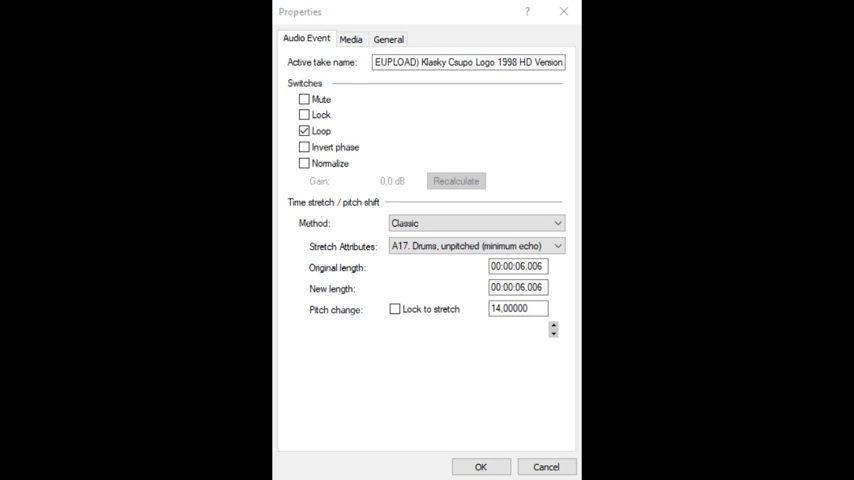 Properties
?
Audio Event Media General
Active take name: EUPLOAD) Klasky Csupo Logo 1998 HD Version
Switches
Mute
Lock
Loop
Invert phase
Normalize
Gain: 0,0 dB Recalculate
Time stretch / pitch shift
Method: Classic
Stretch Attributes: A17. Drums, unpitched (minimum echo)
Original length: 00:00:06,006
New length: 00:00:06,006
Pitch change: Lock to stretch 14,00000
OK Cancel